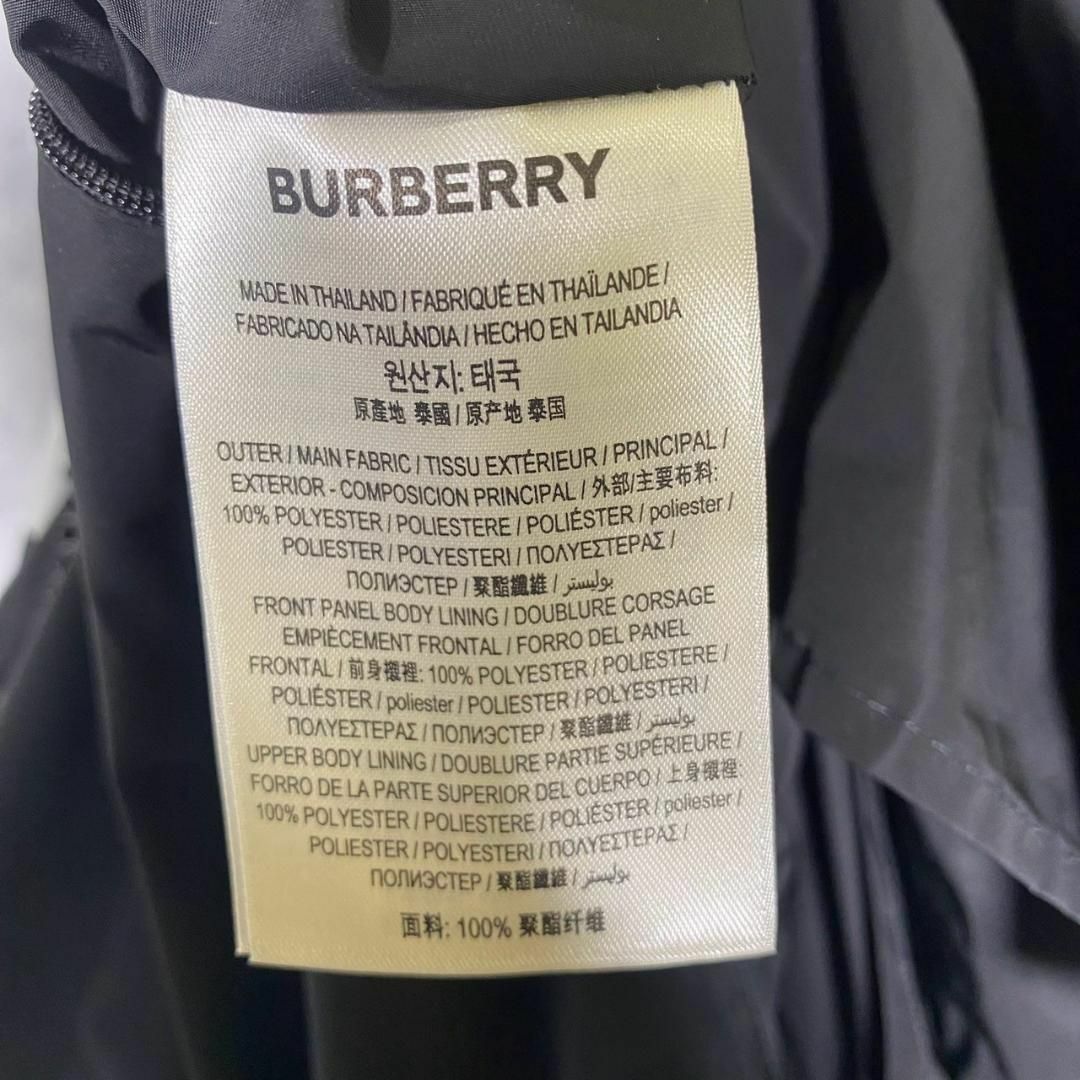 BURBERRY
MADE IN THAILAND / FABRIQUÉ EN THAÏLANDE /
FABRICADO NA TAILÂNDIA / HECHO EN TAILANDIA
원산지: 태국
原產地 泰國 / 原产地 泰国
OUTER / MAIN FABRIC / TISSU EXTÉRIEUR / PRINCIPAL /
EXTERIOR - COMPOSICION PRINCIPAL / 外部/主要布料:
100% POLYESTER / POLIESTERE / POLIÉSTER / poliester /
POLIESTER / POLYESTERI / ΠΟΛΥΕΣΤΕΡΑΣ /
ПОЛИЭСТЕР / 聚酯纖維 / بوليستر
FRONT PANEL BODY LINING / DOUBLURE CORSAGE
EMPIÈCEMENT FRONTAL / FORRO DEL PANEL
FRONTAL / 前身襯裡: 100% POLYESTER / POLIESTERE /
POLIÉSTER / poliester / POLIESTER / POLYESTERI /
ΠΟΛΥΕΣΤΕΡΑΣ / ПОЛИЭСТЕР / 聚酯纖維 / بوليستر
UPPER BODY LINING / DOUBLURE PARTIE SUPÉRIEURE /
FORRO DE LA PARTE SUPERIOR DEL CUERPO / 上身襯裡
100% POLYESTER / POLIESTERE / POLIÉSTER / poliester /
POLIESTER / POLYESTERI / ΠΟΛΥΕΣΤΕΡΑΣ /
ПОЛИЭСТЕР / 聚酯纖維 / بوليستر
面料: 100% 聚酯纤维